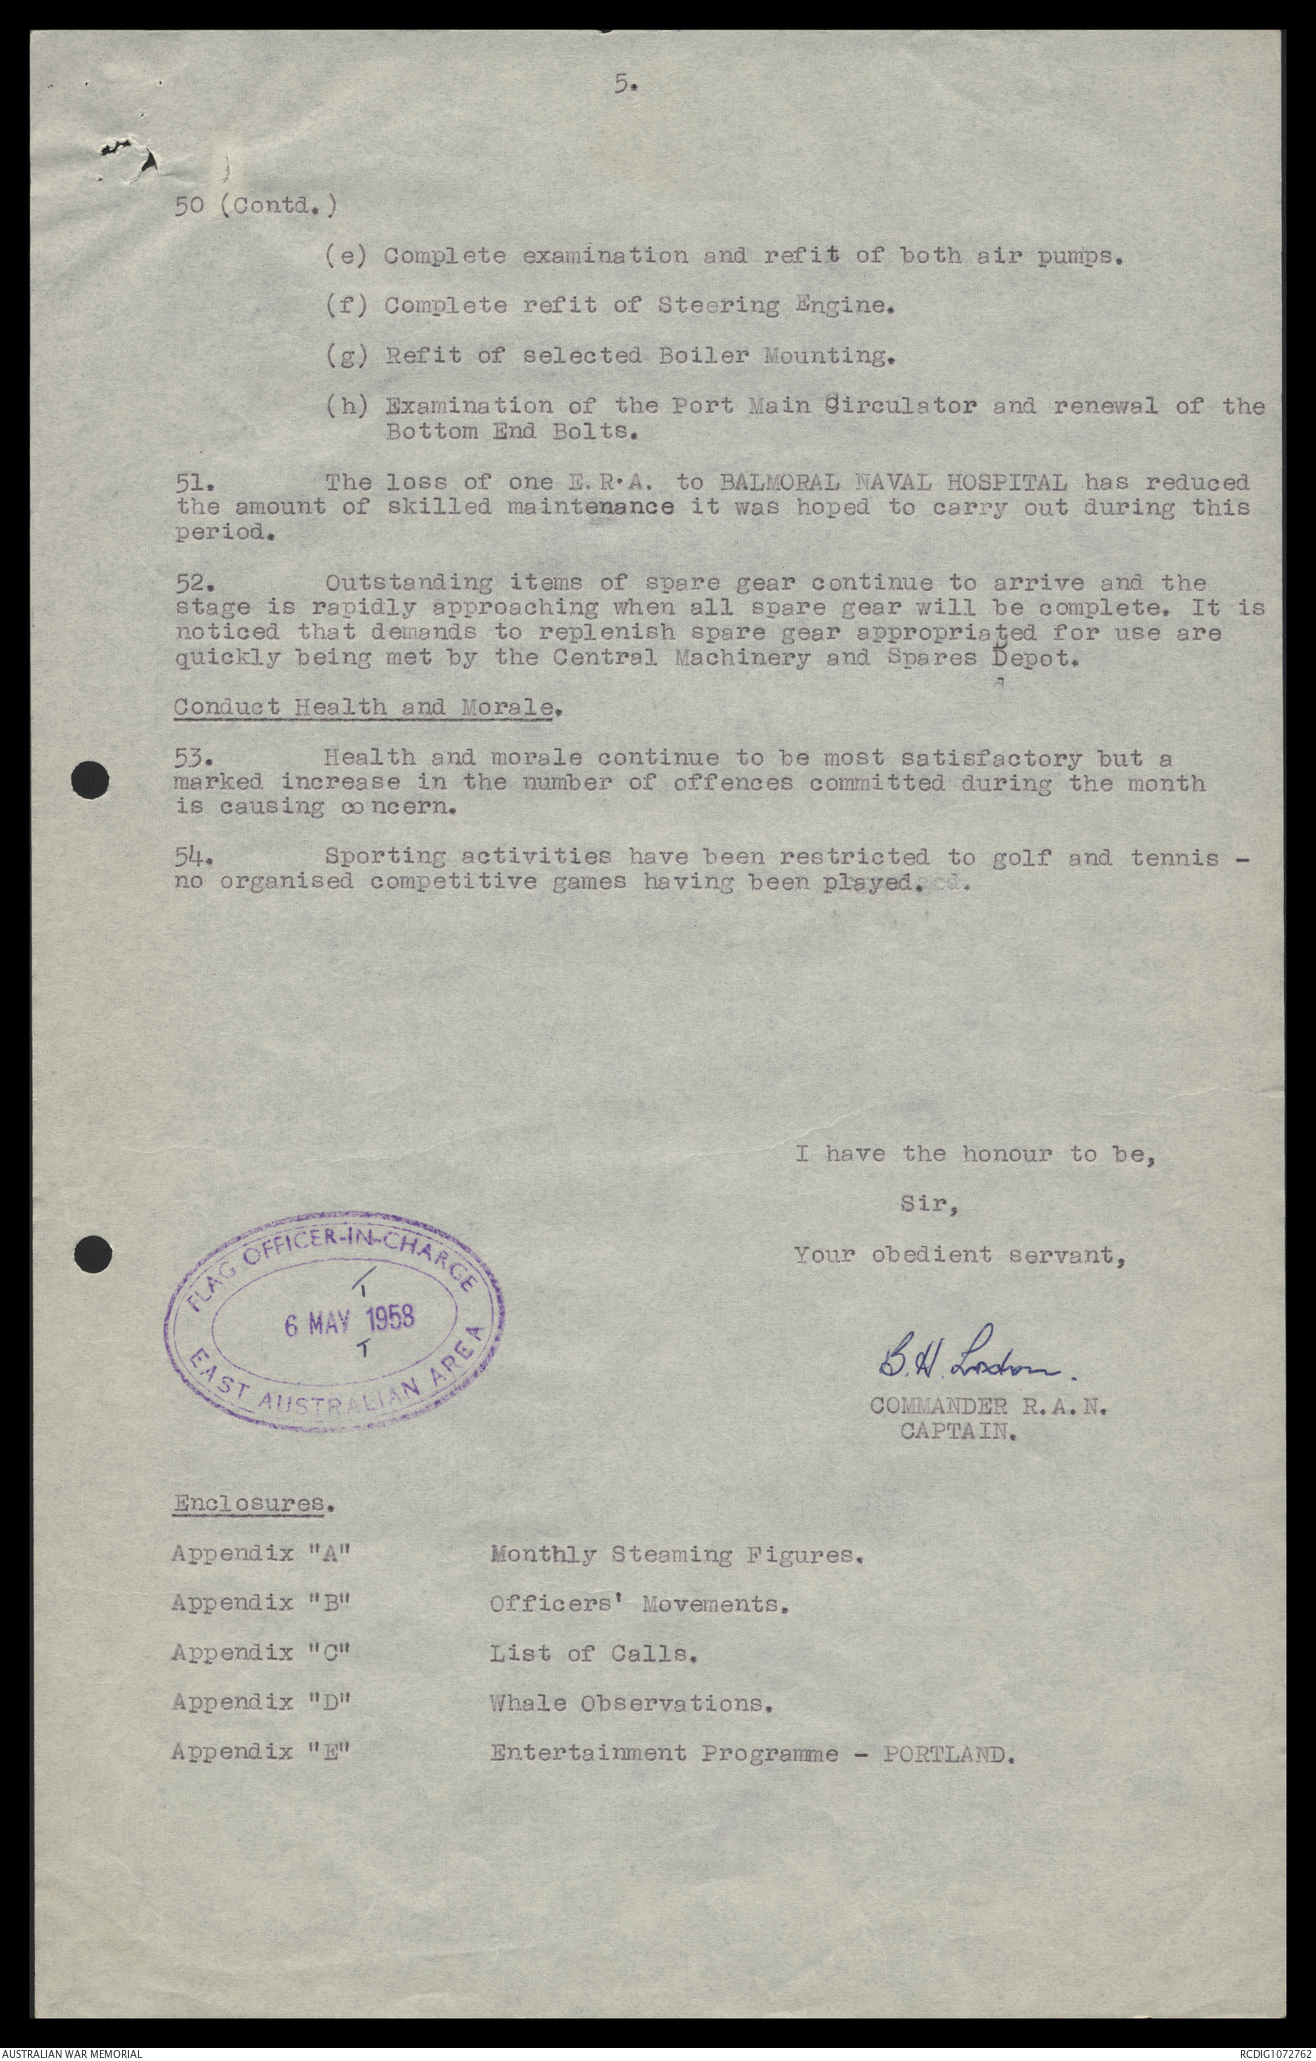 5.
50 (Contd.)
(e) Complete examination and refit of both air pumps.
(f) Complete refit of Steering Engine.
(g) Refit of selected Boiler Mounting.
(h) Examination of the Port Main Circulator and renewal of the
Bottom End Bolts.
51. The loss of one E.R.A. to BALMORAL NAVAL HOSPITAL has reduced
the amount of skilled maintenance it was hoped to carry out during this
period.
52. Outstanding items of spare gear continue to arrive and the
stage is rapidly approaching when all spare gear will be complete. It is
noticed that demands to replenish spare gear appropriated for use are
quickly being met by the Central Machinery and Spares Depot.
Conduct Health and Morale.
53. Health and morale continue to be most satisfactory but a
marked increase in the number of offences committed during the month
is causing concern.
54. Sporting activities have been restricted to golf and tennis -
no organised competitive games having been played.
I have the honour to be,
Sir,
Your obedient servant,
FLAG OFFICER-IN-CHARGE
6 MAY 1958
EAST AUSTRALIAN AREA
B.H. Loxton.
COMMANDER R.A.N.
CAPTAIN.
Enclosures.
Appendix "A" Monthly Steaming Figures.
Appendix "B" Officers' Movements.
Appendix "C" List of Calls.
Appendix "D" Whale Observations.
Appendix "E" Entertainment Programme - PORTLAND.
AUSTRALIAN WAR MEMORIAL RCDIG1072762